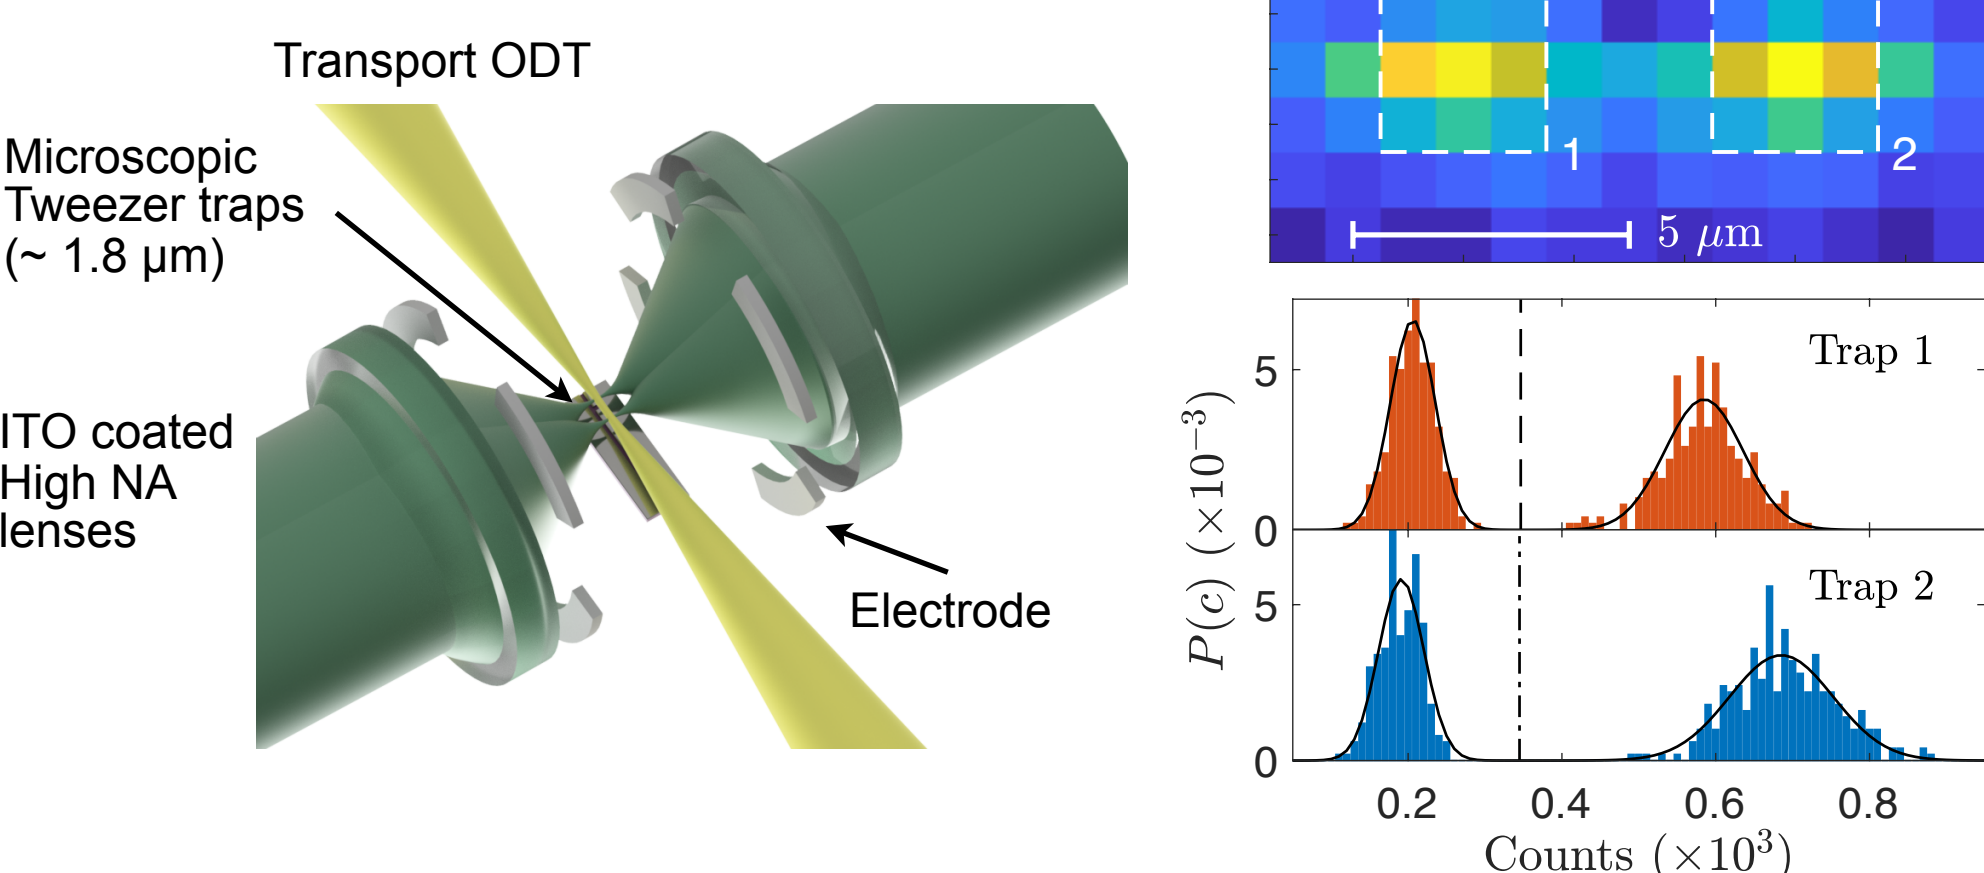 Transport ODT
Microscopic
Tweezer traps
(~ 1.8 µm)
ITO coated
High NA
lenses
Electrode
1
2
5 μm
Trap 1
5
0
Trap 2
5
0
P(c) (×10⁻³)
0.2 0.4 0.6 0.8
Counts (×10³)